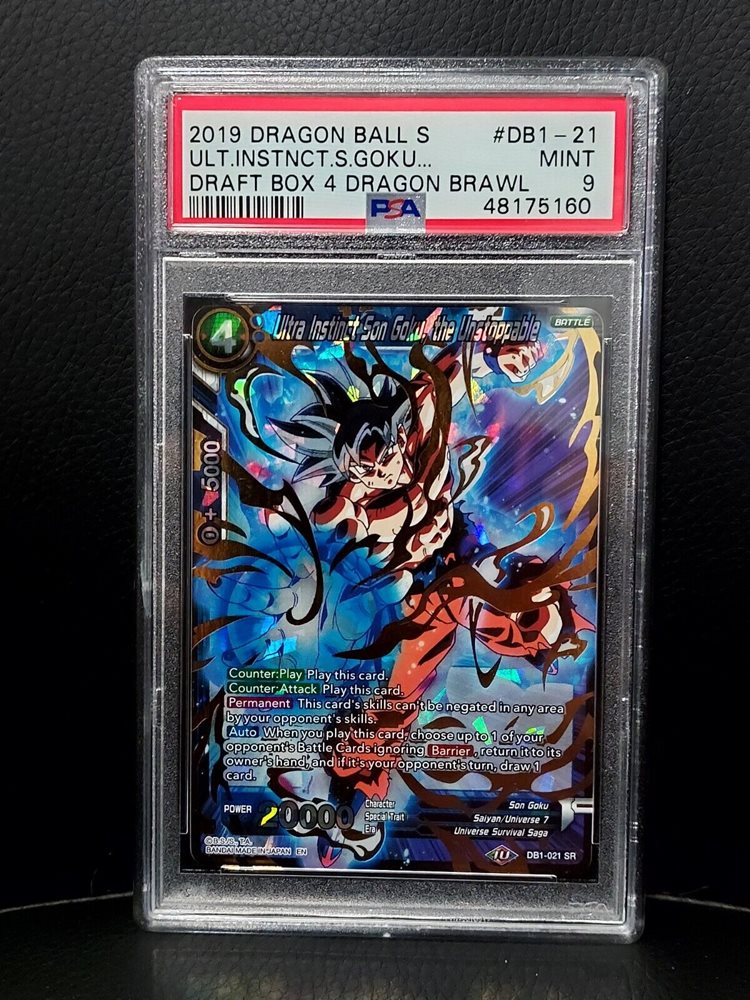 2019 DRAGON BALL S #DB1-21
ULT.INSTNCT.S.GOKU... MINT
DRAFT BOX 4 DRAGON BRAWL 9
PSA 48175160
4 Ultra Instinct Son Goku, the Unstoppable BATTLE
0+ 5000
Counter:Play Play this card.
Counter:Attack Play this card.
Permanent This card's skills can't be negated in any area
by your opponent's skills.
Auto When you play this card, choose up to 1 of your
opponent's Battle Cards ignoring Barrier, return it to its
owner's hand, and if it's your opponent's turn, draw 1
card.
POWER 20000
Character Son Goku
Special Trait Saiyan/Universe 7
Era Universe Survival Saga
©B.S./S., T.A.
BANDAI MADE IN JAPAN EN
DB1-021 SR